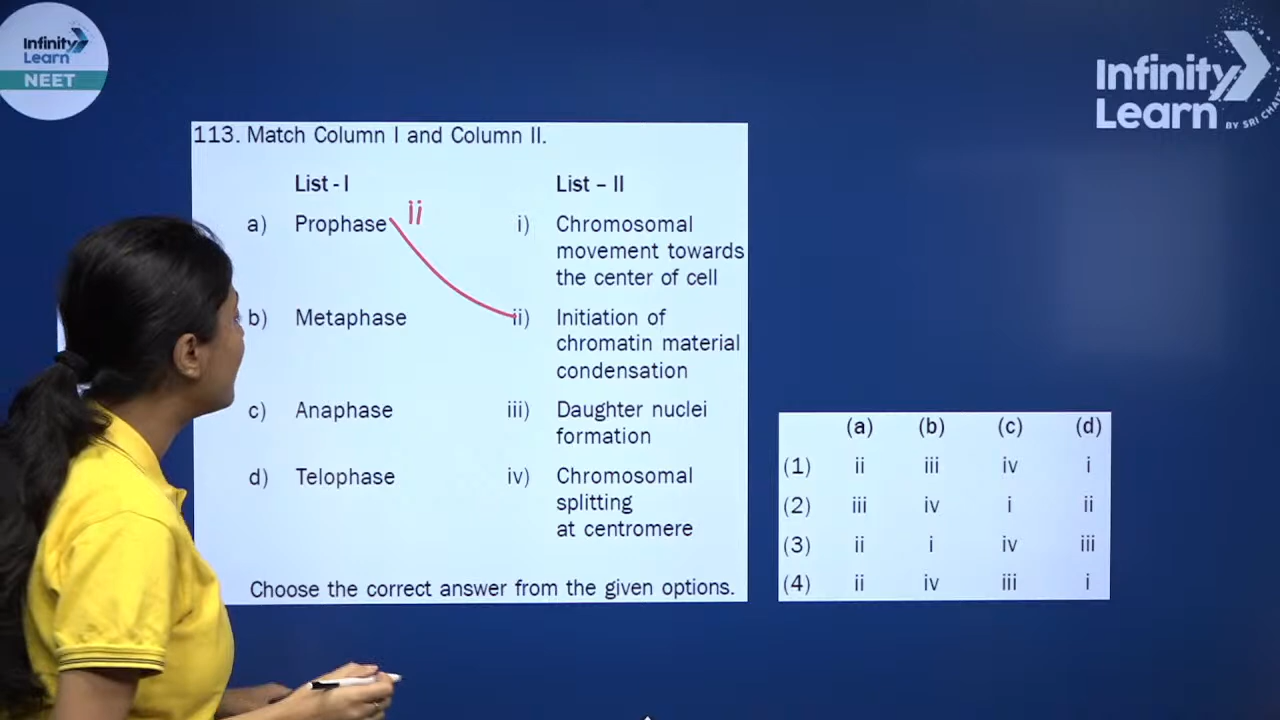 Infinity
Learn
NEET
Infinity
Learn
BY SRI
113. Match Column I and Column II.
List - I List – II
a) Prophase ii i) Chromosomal
movement towards
the center of cell
b) Metaphase ii) Initiation of
chromatin material
condensation
c) Anaphase iii) Daughter nuclei
formation
d) Telophase iv) Chromosomal
splitting
at centromere
Choose the correct answer from the given options.
(a) (b) (c) (d)
(1) ii iii iv i
(2) iii iv i ii
(3) ii i iv iii
(4) ii iv iii i